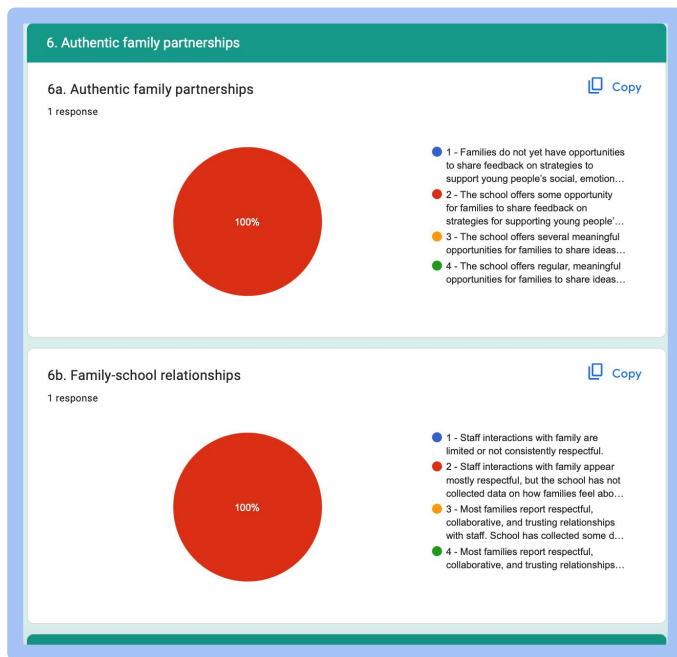 6. Authentic family partnerships
6a. Authentic family partnerships
Copy
1 response
100%
1 - Families do not yet have opportunities
to share feedback on strategies to
support young people's social, emotion…
2 - The school offers some opportunity
for families to share feedback on
strategies for supporting young people'…
3 - The school offers several meaningful
opportunities for families to share ideas…
4 - The school offers regular, meaningful
opportunities for families to share ideas…
6b. Family-school relationships
Copy
1 response
100%
1 - Staff interactions with family are
limited or not consistently respectful.
2 - Staff interactions with family appear
mostly respectful, but the school has not
collected data on how families feel abo…
3 - Most families report respectful,
collaborative, and trusting relationships
with staff. School has collected some d…
4 - Most families report respectful,
collaborative, and trusting relationships…